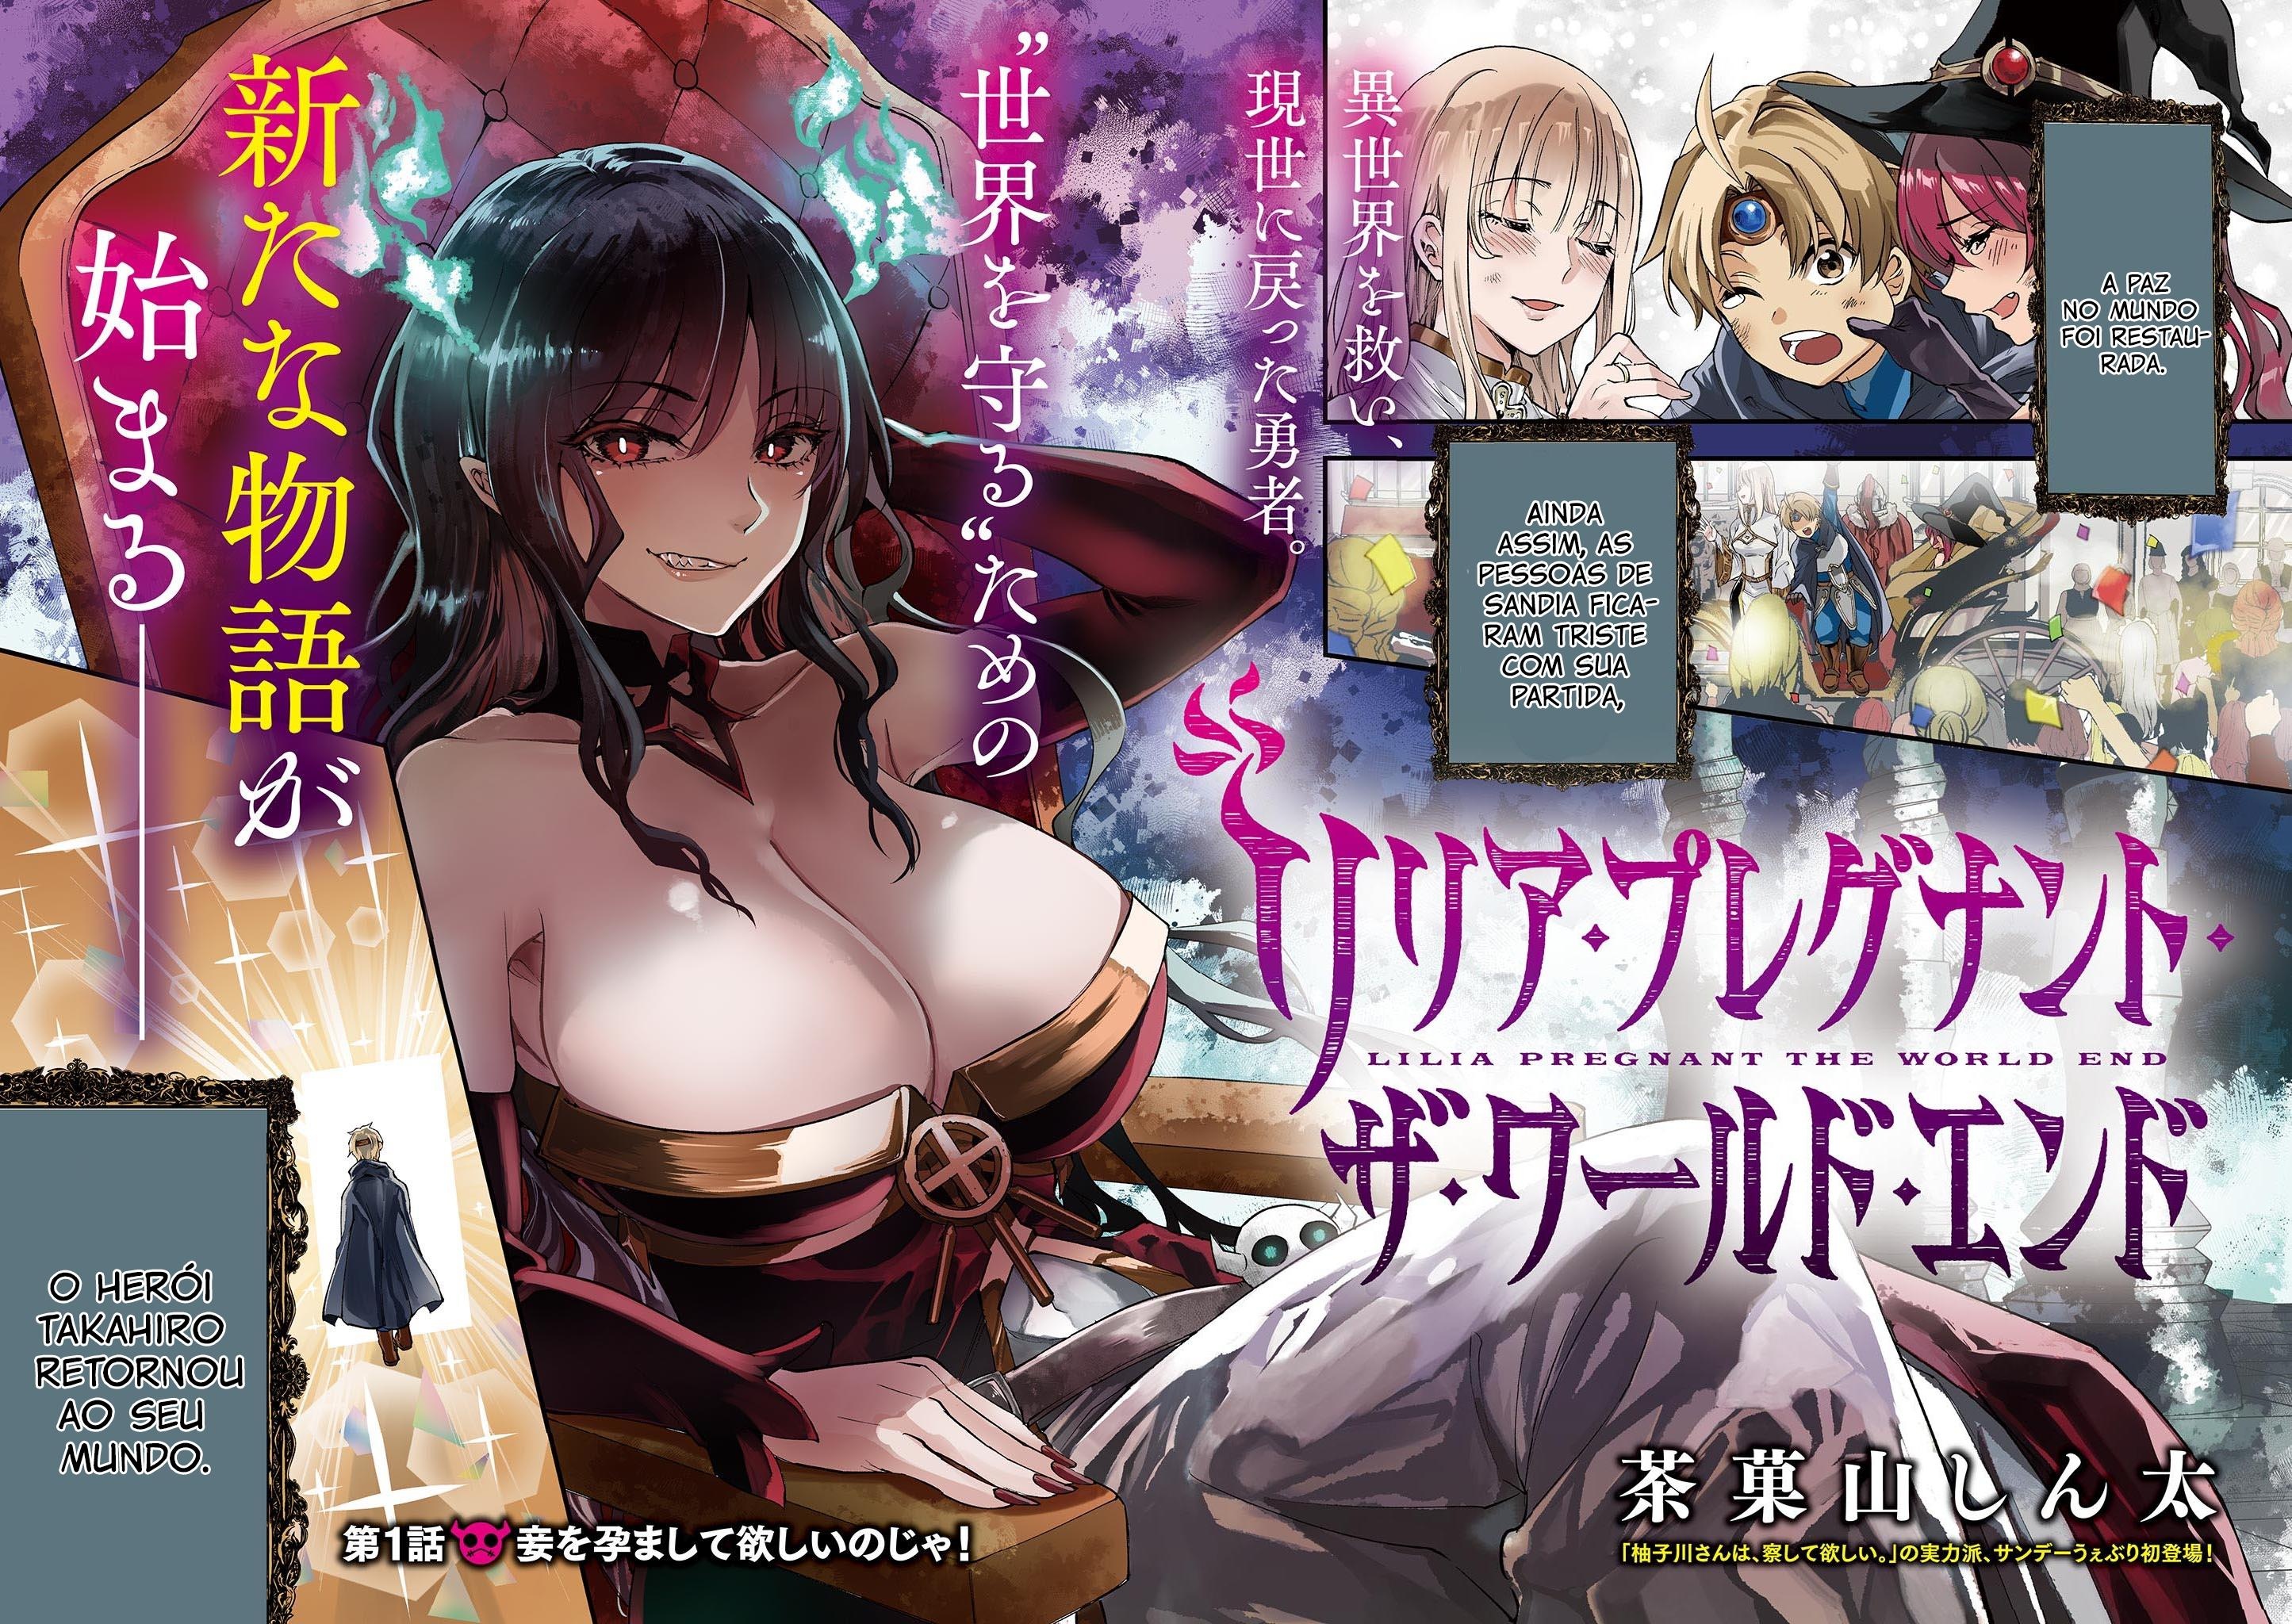 A PAZ
NO MUNDO
FOI RESTAU-
RADA.
AINDA
ASSIM, AS
PESSOAS DE
SANDIA FICA-
RAM TRISTE
COM SUA
PARTIDA,
異世界を救い、
現世に戻った勇者。
”世界を守る“ための
新たな物語が
始まる――
リリア・プレグナント・
LILIA PREGNANT THE WORLD END
ザ・ワールド・エンド
茶菓山しん太
「柚子川さんは、察して欲しい。」の実力派、サンデーうぇぶり初登場!
O HERÓI
TAKAHIRO
RETORNOU
AO SEU
MUNDO.
第1話 妾を孕まして欲しいのじゃ!